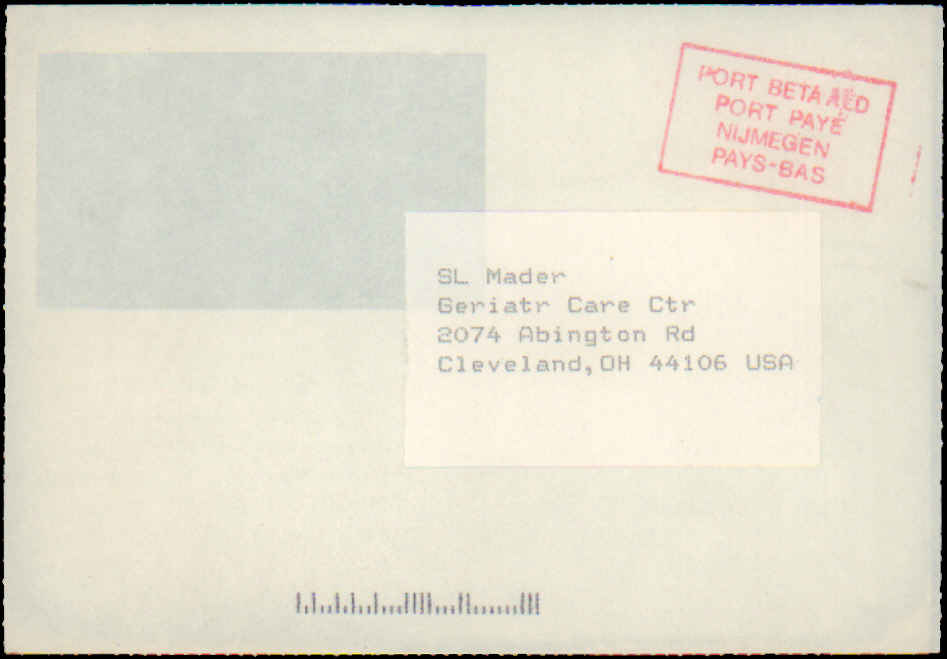 PORT BETAALD
PORT PAYÉ
NIJMEGEN
PAYS-BAS
SL Mader
Geriatr Care Ctr
2074 Abington Rd
Cleveland,OH 44106 USA